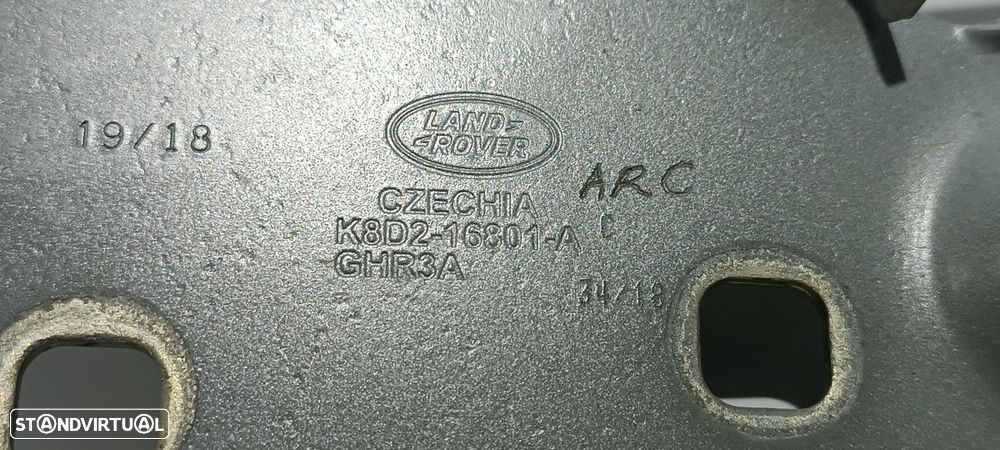 19/18
LAND
ROVER
ARC
CZECHIA
K8D2-16801-A C
GHR3A
34/18
STANDVIRTUAL